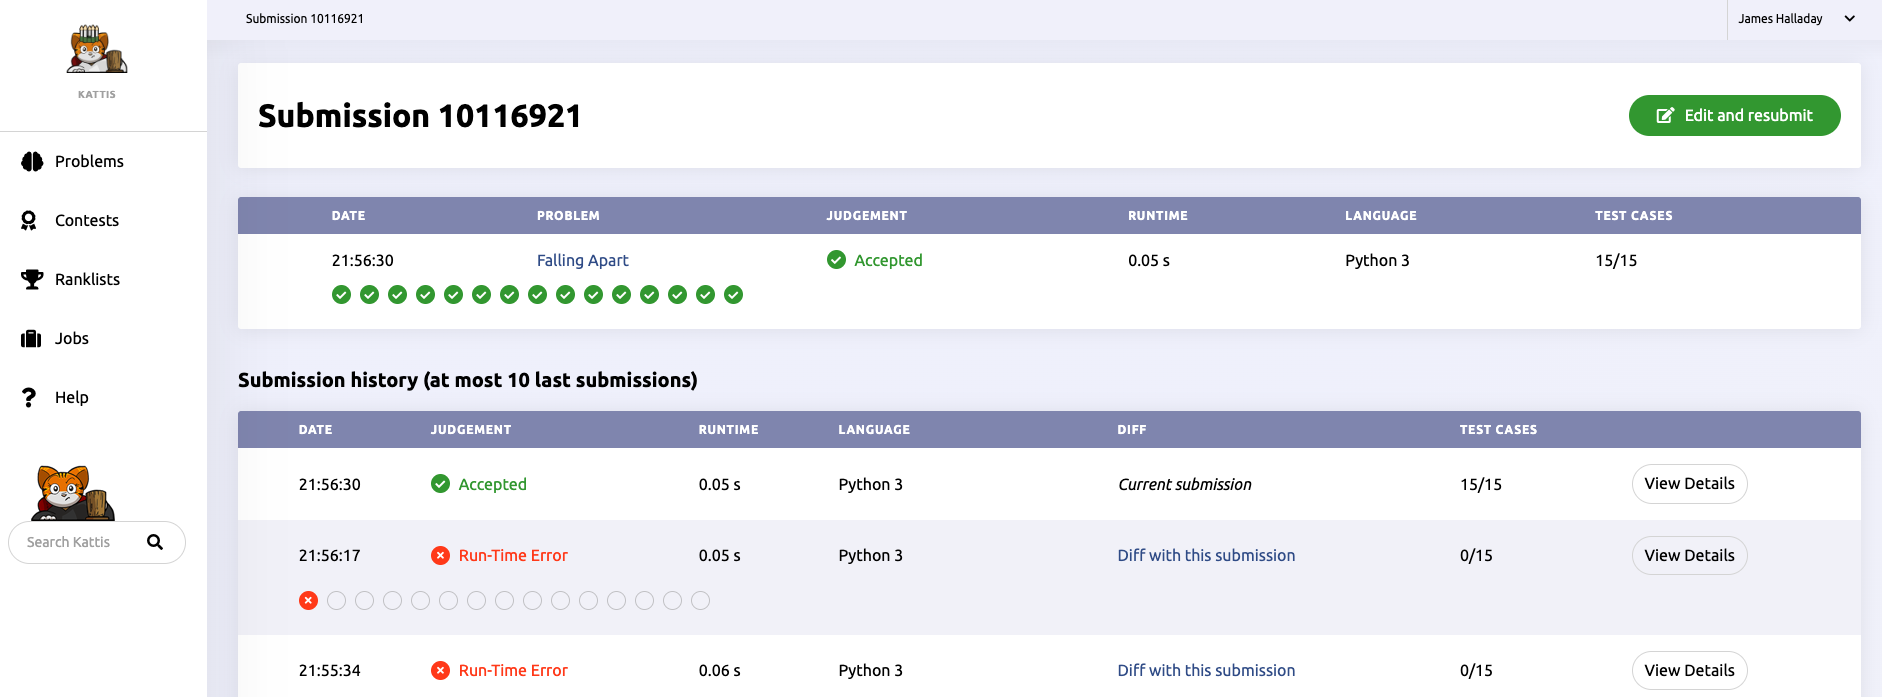 Submission 10116921
James Halladay
KATTIS
Submission 10116921
Edit and resubmit
Problems
Contests
Ranklists
Jobs
Help
Search Kattis
DATE PROBLEM JUDGEMENT RUNTIME LANGUAGE TEST CASES
21:56:30 Falling Apart Accepted 0.05 s Python 3 15/15
Submission history (at most 10 last submissions)
DATE JUDGEMENT RUNTIME LANGUAGE DIFF TEST CASES
21:56:30 Accepted 0.05 s Python 3 Current submission 15/15 View Details
21:56:17 Run-Time Error 0.05 s Python 3 Diff with this submission 0/15 View Details
21:55:34 Run-Time Error 0.06 s Python 3 Diff with this submission 0/15 View Details